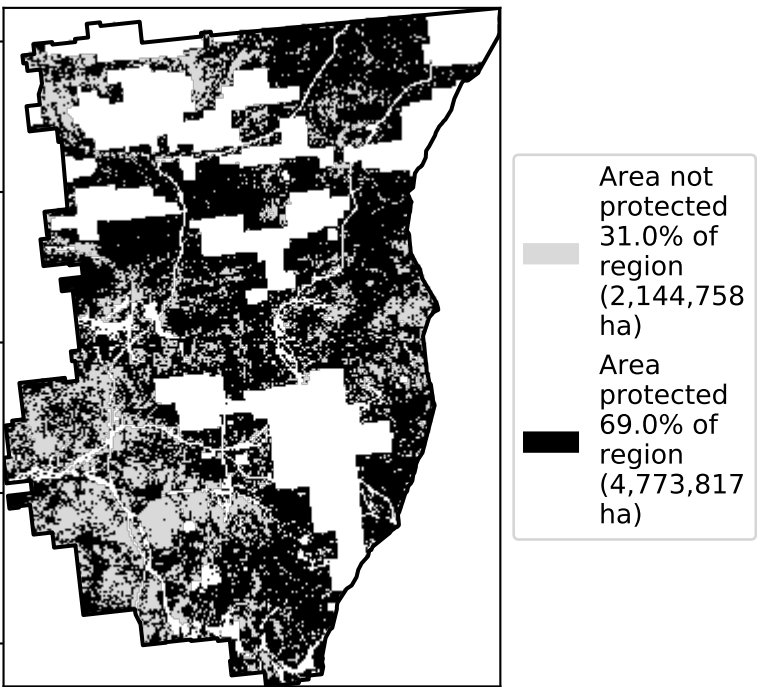 Area not
protected
31.0% of
region
(2,144,758
ha)
Area
protected
69.0% of
region
(4,773,817
ha)